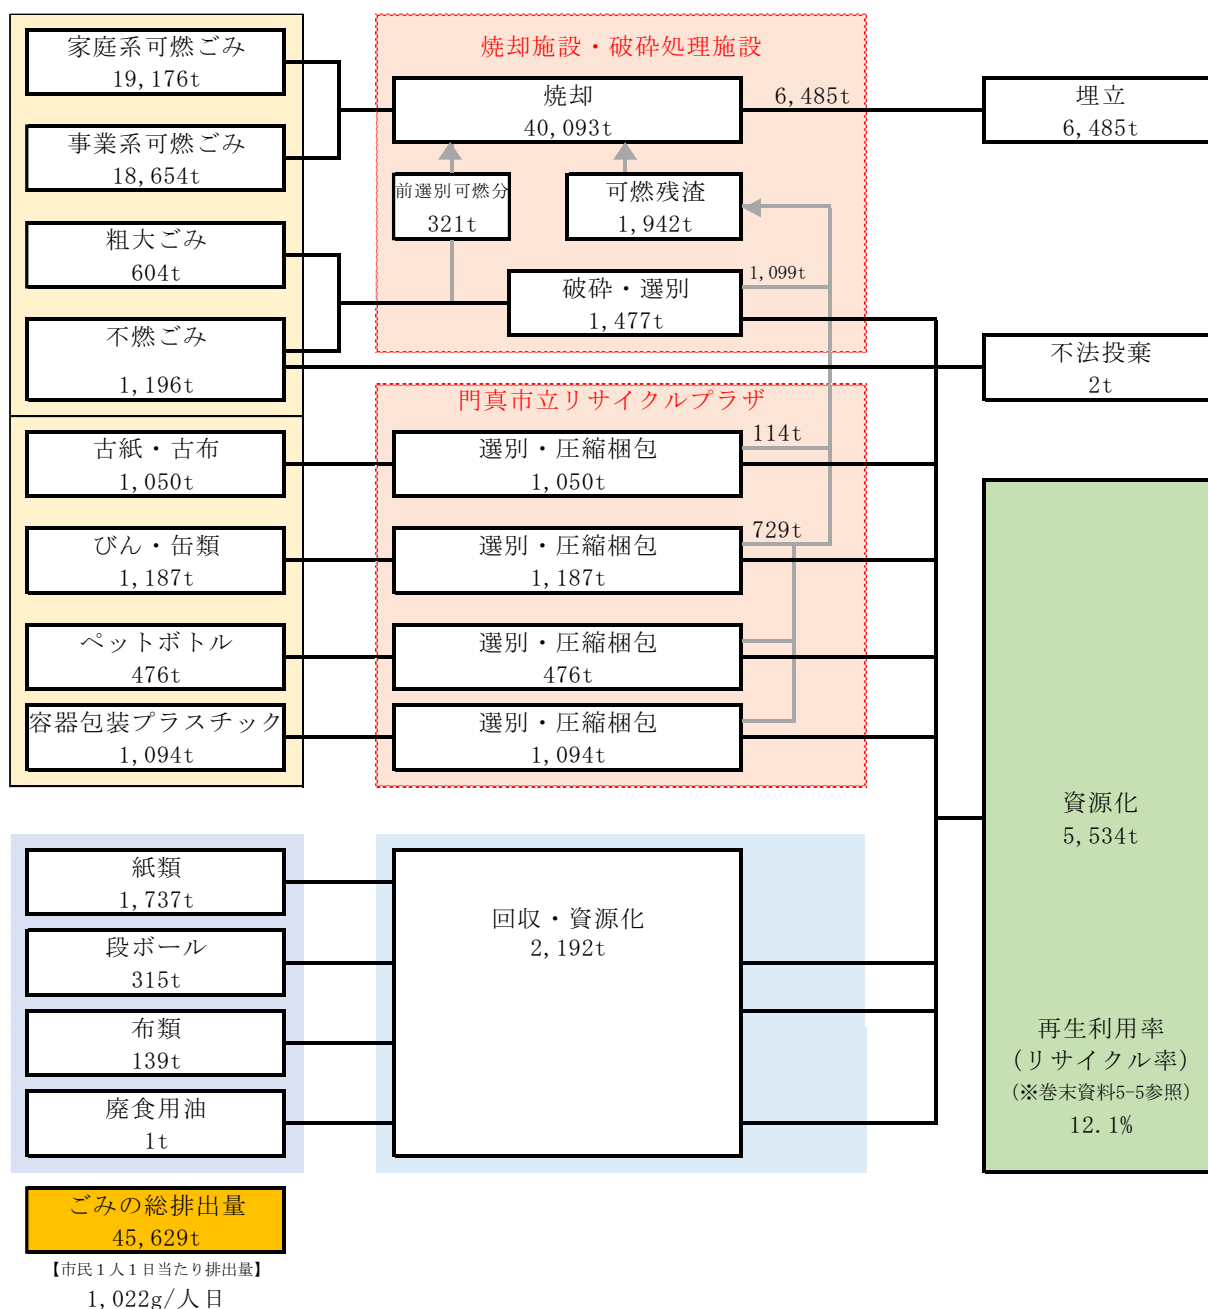 家庭系可燃ごみ
19,176t
事業系可燃ごみ
18,654t
粗大ごみ
604t
不燃ごみ
1,196t
古紙・古布
1,050t
びん・缶類
1,187t
ペットボトル
476t
容器包装プラスチック
1,094t
焼却施設・破砕処理施設
焼却
40,093t
6,485t
前選別可燃分
321t
可燃残渣
1,942t
破砕・選別
1,477t
1,099t
門真市立リサイクルプラザ
選別・圧縮梱包
1,050t
114t
選別・圧縮梱包
1,187t
729t
選別・圧縮梱包
476t
選別・圧縮梱包
1,094t
埋立
6,485t
不法投棄
2t
資源化
5,534t
再生利用率
(リサイクル率)
(※巻末資料5-5参照)
12.1%
紙類
1,737t
段ボール
315t
布類
139t
廃食用油
1t
回収・資源化
2,192t
ごみの総排出量
45,629t
【市民1人1日当たり排出量】
1,022g/人日